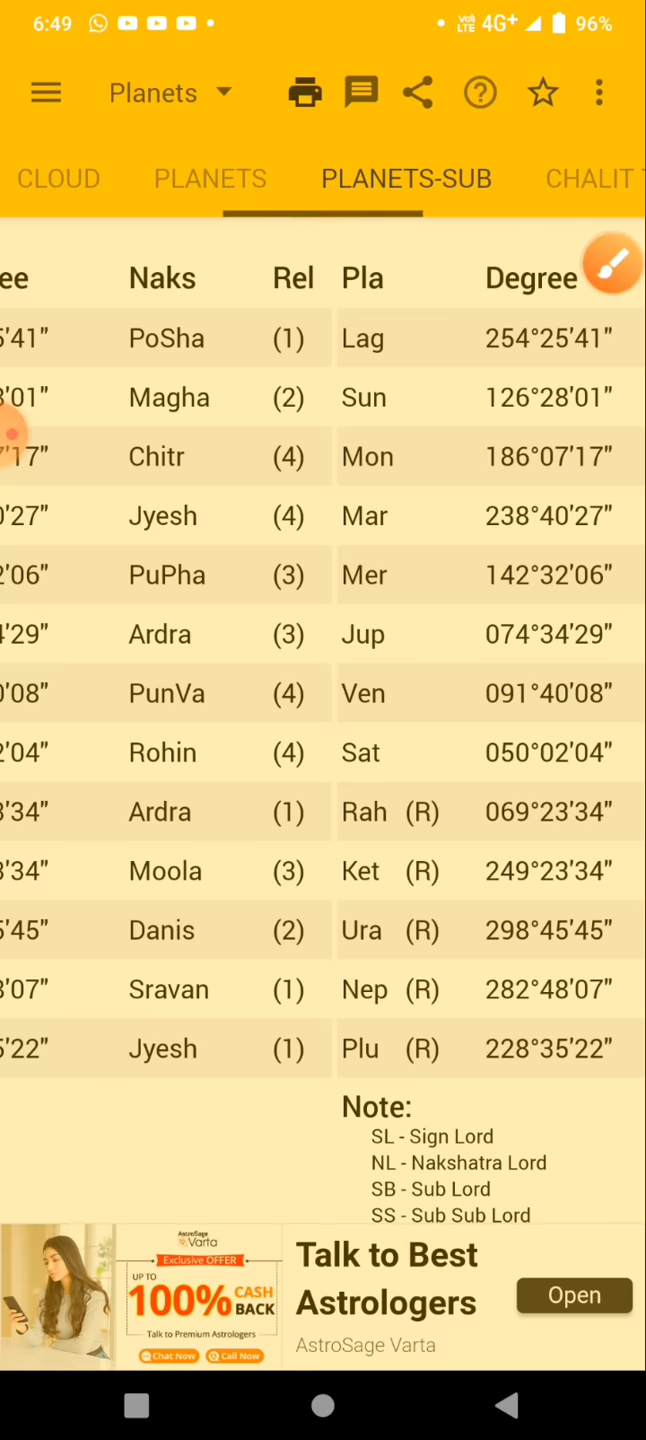 6:49 VoI) LTE 4G+ 96%
Planets
CLOUD PLANETS PLANETS-SUB CHALIT
ee Naks Rel Pla Degree
5'41" PoSha (1) Lag 254°25'41"
8'01" Magha (2) Sun 126°28'01"
7'17" Chitr (4) Mon 186°07'17"
0'27" Jyesh (4) Mar 238°40'27"
2'06" PuPha (3) Mer 142°32'06"
4'29" Ardra (3) Jup 074°34'29"
0'08" PunVa (4) Ven 091°40'08"
2'04" Rohin (4) Sat 050°02'04"
3'34" Ardra (1) Rah (R) 069°23'34"
3'34" Moola (3) Ket (R) 249°23'34"
5'45" Danis (2) Ura (R) 298°45'45"
8'07" Sravan (1) Nep (R) 282°48'07"
5'22" Jyesh (1) Plu (R) 228°35'22"
Note:
SL - Sign Lord
NL - Nakshatra Lord
SB - Sub Lord
SS - Sub Sub Lord
AstroSage
Varta
Exclusive OFFER
UP TO
100% CASH BACK
Talk to Premium Astrologers
Chat Now Call Now
Talk to Best
Astrologers
AstroSage Varta
Open